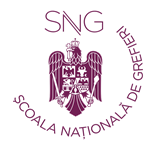 SNG
ȘCOALA NAȚIONALĂ DE GREFIERI